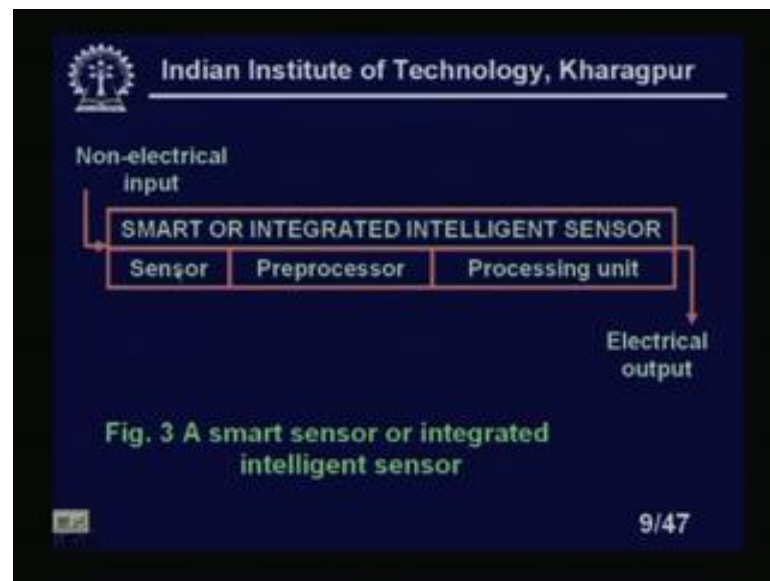 Indian Institute of Technology, Kharagpur
Non-electrical
input
SMART OR INTEGRATED INTELLIGENT SENSOR
Sensor Preprocessor Processing unit
Electrical
output
Fig. 3 A smart sensor or integrated
intelligent sensor
9/47